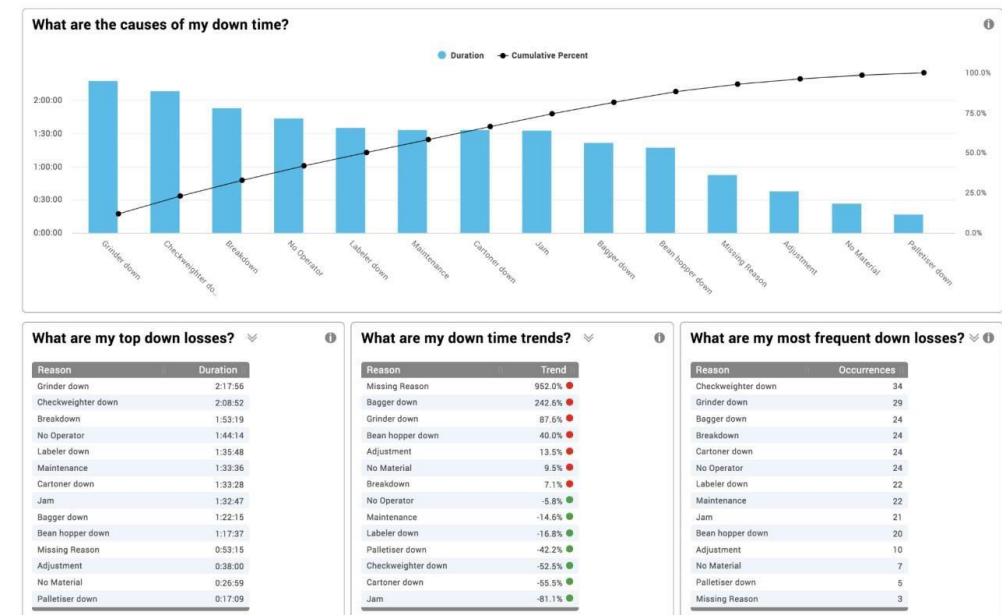 What are the causes of my down time?
Duration Cumulative Percent
2:00:00
1:30:00
1:00:00
0:30:00
0:00:00
100.0%
75.0%
50.0%
25.0%
0.0%
Grinder down
Checkweighter do...
Breakdown
No Operator
Labeler down
Maintenance
Cartoner down
Jam
Bagger down
Bean hopper down
Missing Reason
Adjustment
No Material
Palletiser down
What are my top down losses?
Reason Duration
Grinder down 2:17:56
Checkweighter down 2:08:52
Breakdown 1:53:19
No Operator 1:44:14
Labeler down 1:35:48
Maintenance 1:33:36
Cartoner down 1:33:28
Jam 1:32:47
Bagger down 1:22:15
Bean hopper down 1:17:37
Missing Reason 0:53:15
Adjustment 0:38:00
No Material 0:26:59
Palletiser down 0:17:09
What are my down time trends?
Reason Trend
Missing Reason 952.0%
Bagger down 242.6%
Grinder down 87.6%
Bean hopper down 40.0%
Adjustment 13.5%
No Material 9.5%
Breakdown 7.1%
No Operator -5.8%
Maintenance -14.6%
Labeler down -16.8%
Palletiser down -42.2%
Checkweighter down -52.5%
Cartoner down -55.5%
Jam -81.1%
What are my most frequent down losses?
Reason Occurrences
Checkweighter down 34
Grinder down 29
Bagger down 24
Breakdown 24
Cartoner down 24
No Operator 24
Labeler down 22
Maintenance 22
Jam 21
Bean hopper down 20
Adjustment 10
No Material 7
Palletiser down 5
Missing Reason 3